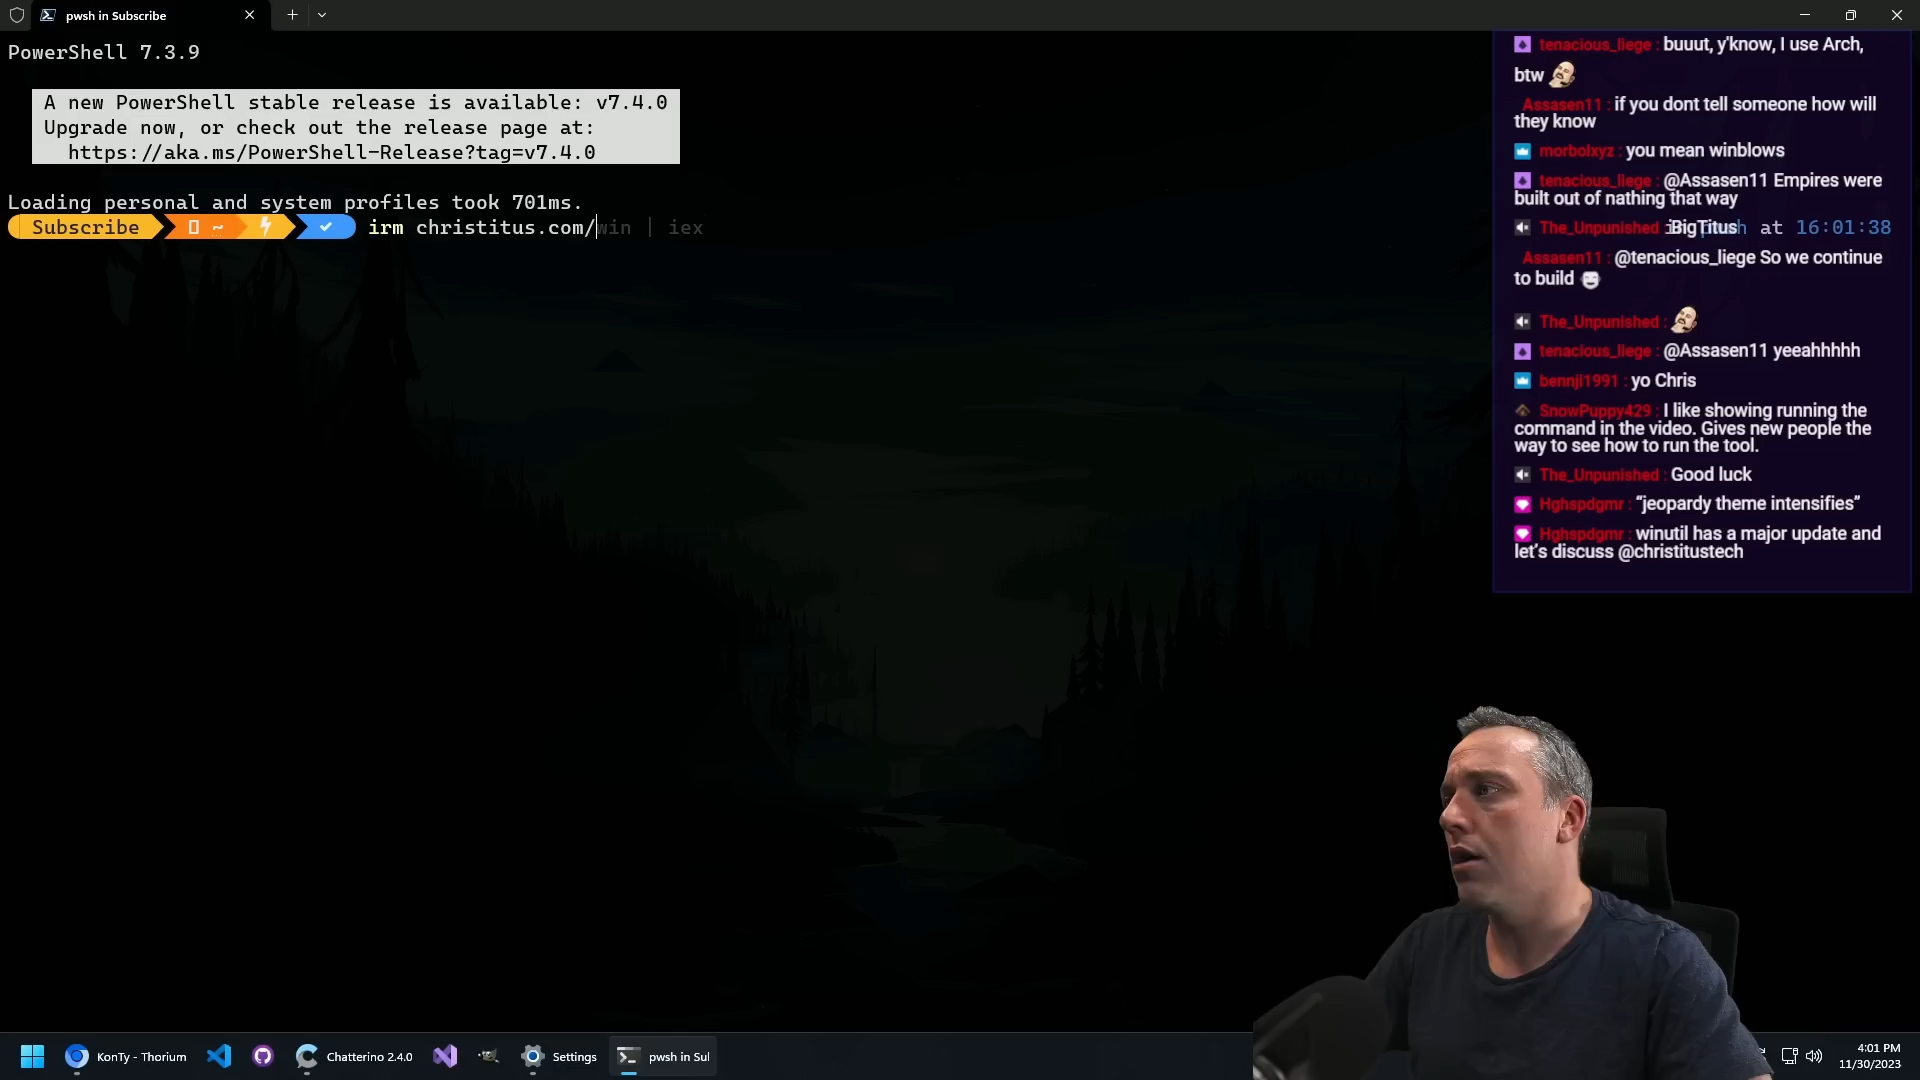 pwsh in Subscribe
PowerShell 7.3.9
A new PowerShell stable release is available: v7.4.0
Upgrade now, or check out the release page at:
https://aka.ms/PowerShell-Release?tag=v7.4.0
Loading personal and system profiles took 701ms.
Subscribe ~ irm christitus.com/win | iex
at 16:01:38
tenacious_liege : buuut, y'know, I use Arch,
btw
Assasen11 : if you dont tell someone how will
they know
morbolxyz : you mean winblows
tenacious_liege : @Assasen11 Empires were
built out of nathing that way
The_Unpunished BigTitus
Assasen11 : @tenacious_liege So we continue
to build
The_Unpunished :
tenacious_liege : @Assasen11 yeeahhhhh
bennjl1991 : yo Chris
SnowPuppy429 : I like showing running the
command in the video. Gives new people the
way to see how to run the tool.
The_Unpunished : Good luck
Hghspdgmr : “jeopardy theme intensifies”
Hghspdgmr : winutil has a major update and
let's discuss @christitustech
KonTy - Thorium
Chatterino 2.4.0
Settings
pwsh in Sul
4:01 PM
11/30/2023